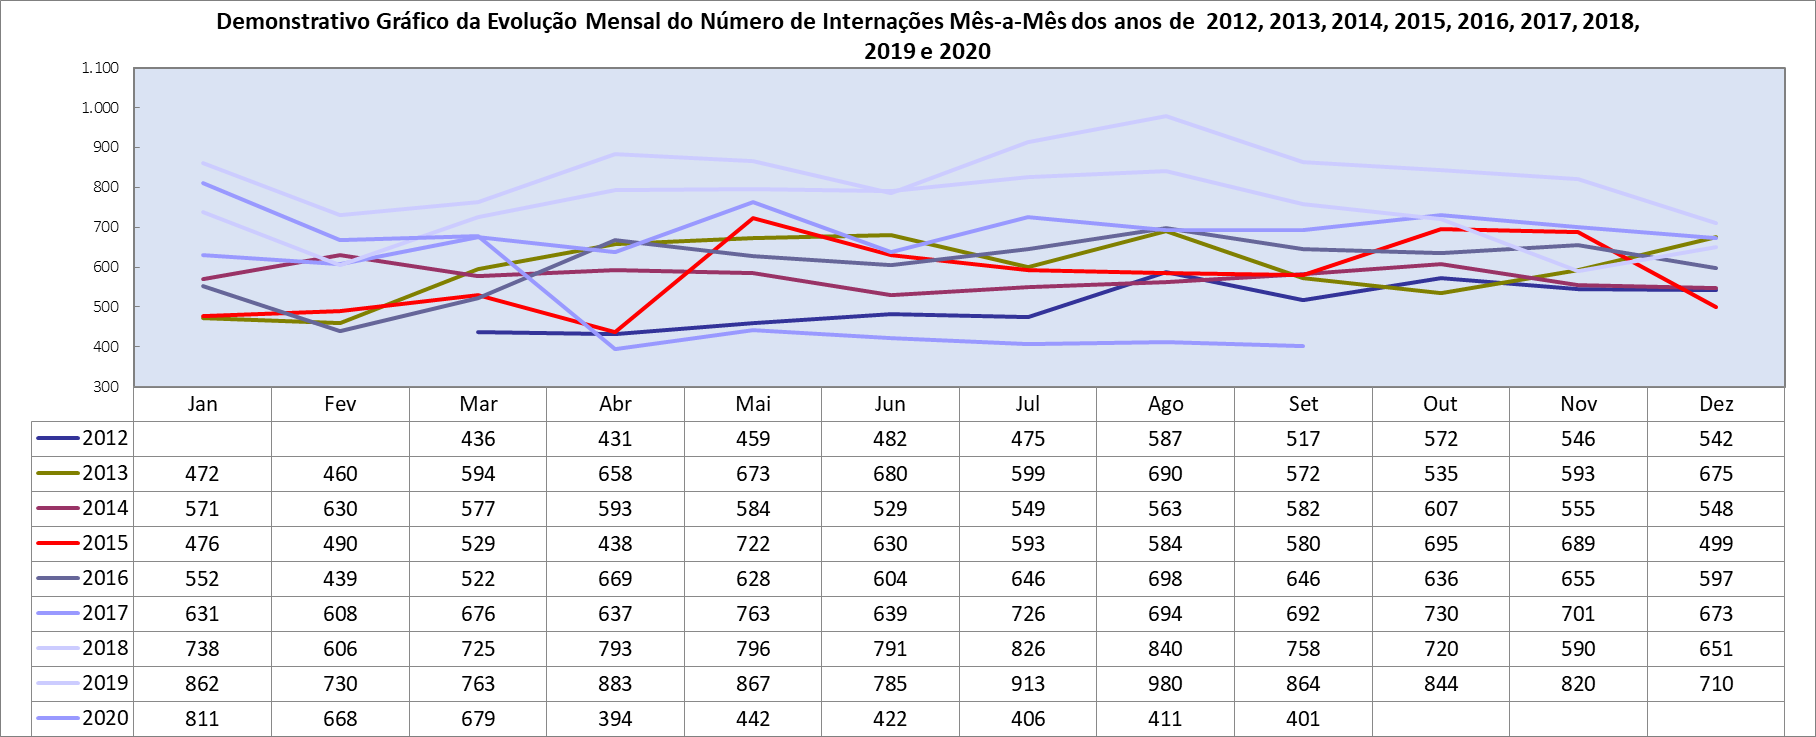 Demonstrativo Gráfico da Evolução Mensal do Número de Internações Mês-a-Mês dos anos de 2012, 2013, 2014, 2015, 2016, 2017, 2018,
2019 e 2020
1.100
1.000
900
800
700
600
500
400
300
Jan Fev Mar Abr Mai Jun Jul Ago Set Out Nov Dez
2012 436 431 459 482 475 587 517 572 546 542
2013 472 460 594 658 673 680 599 690 572 535 593 675
2014 571 630 577 593 584 529 549 563 582 607 555 548
2015 476 490 529 438 722 630 593 584 580 695 689 499
2016 552 439 522 669 628 604 646 698 646 636 655 597
2017 631 608 676 637 763 639 726 694 692 730 701 673
2018 738 606 725 793 796 791 826 840 758 720 590 651
2019 862 730 763 883 867 785 913 980 864 844 820 710
2020 811 668 679 394 442 422 406 411 401